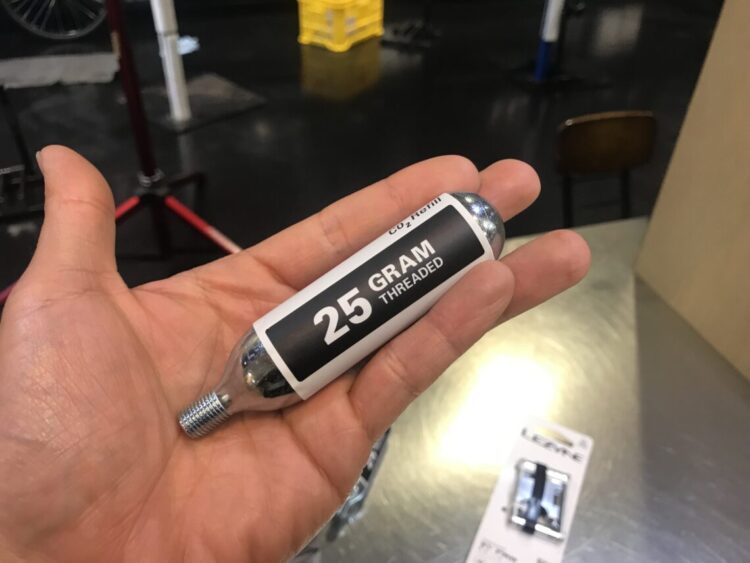 CO₂ Refill
25 GRAM
THREADED
LEZYNE